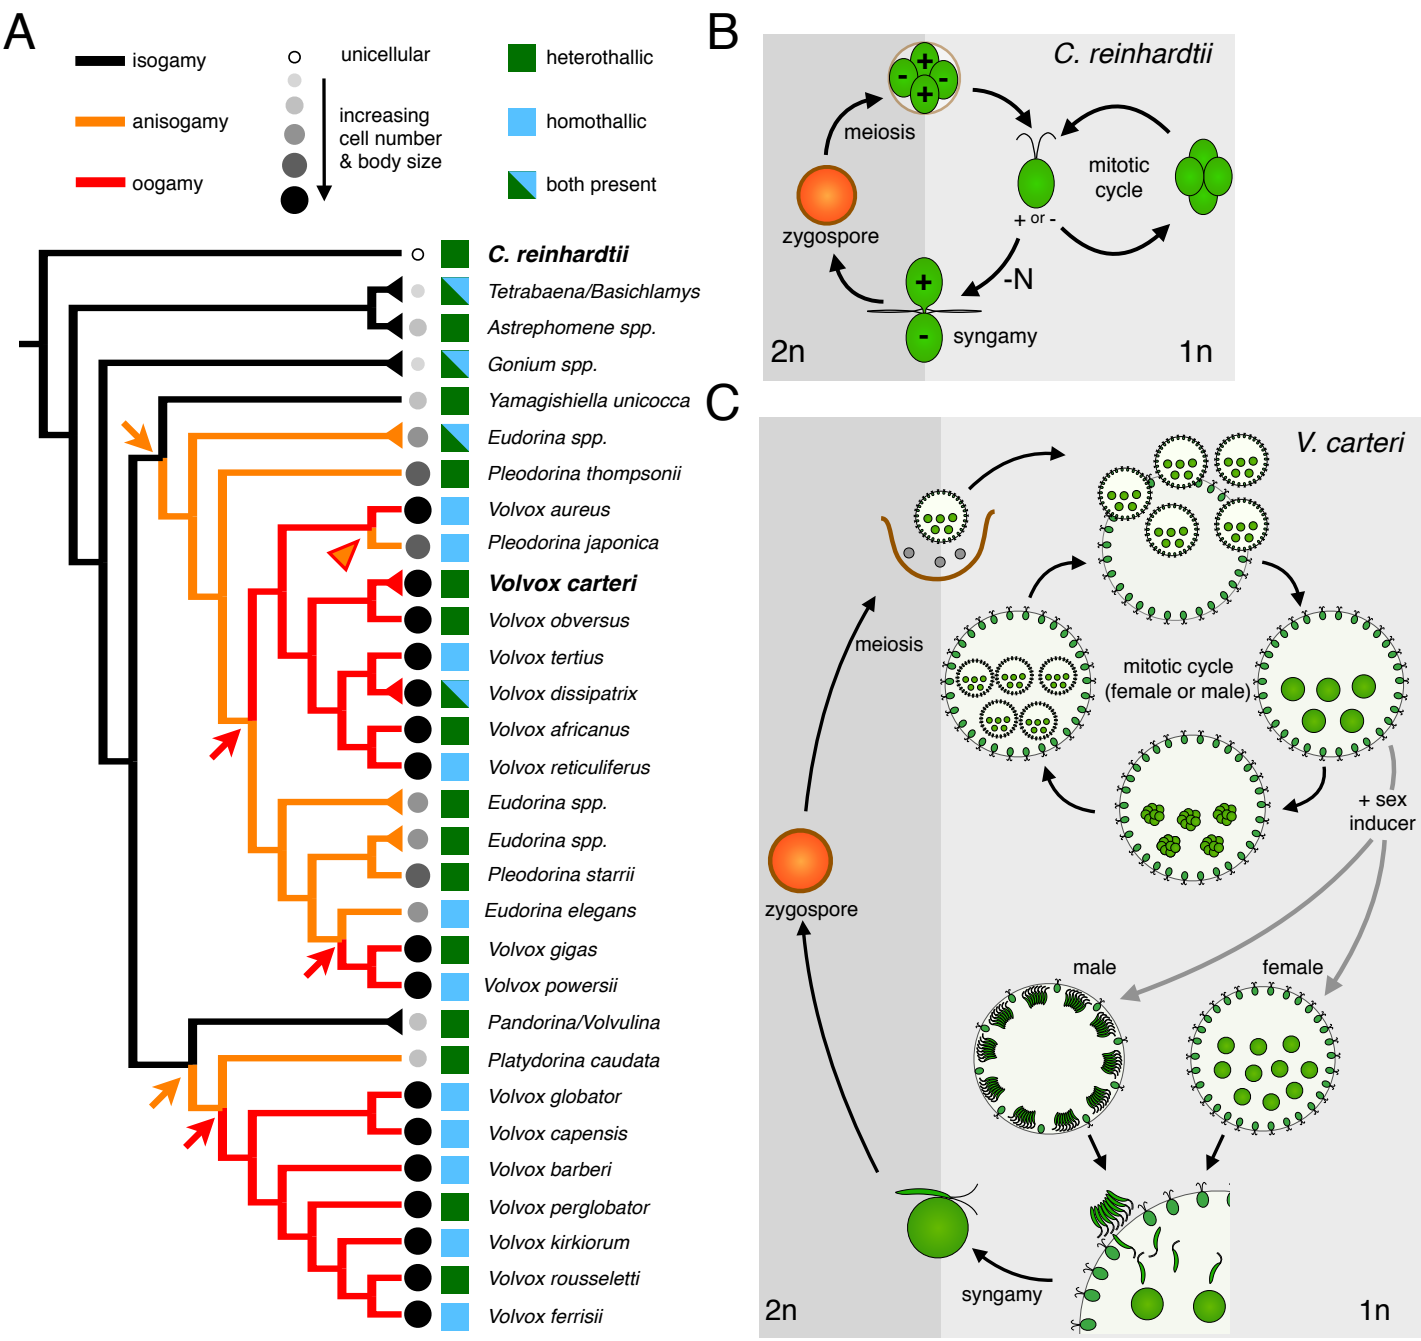 A
isogamy
anisogamy
oogamy
unicellular
increasing
cell number
& body size
heterothallic
homothallic
both present
C. reinhardtii
Tetrabaena/Basichlamys
Astrephomene spp.
Gonium spp.
Yamagishiella unicocca
Eudorina spp.
Pleodorina thompsonii
Volvox aureus
Pleodorina japonica
Volvox carteri
Volvox obversus
Volvox tertius
Volvox dissipatrix
Volvox africanus
Volvox reticuliferus
Eudorina spp.
Eudorina spp.
Pleodorina starrii
Eudorina elegans
Volvox gigas
Volvox powersii
Pandorina/Volvulina
Platydorina caudata
Volvox globator
Volvox capensis
Volvox barberi
Volvox perglobator
Volvox kirkiorum
Volvox rousseletti
Volvox ferrisii
B
C. reinhardtii
+
- -
+
meiosis
mitotic
cycle
+ or -
zygospore
-N
+
-
syngamy
2n
1n
C
V. carteri
meiosis
mitotic cycle
(female or male)
+ sex
inducer
zygospore
male
female
syngamy
2n
1n